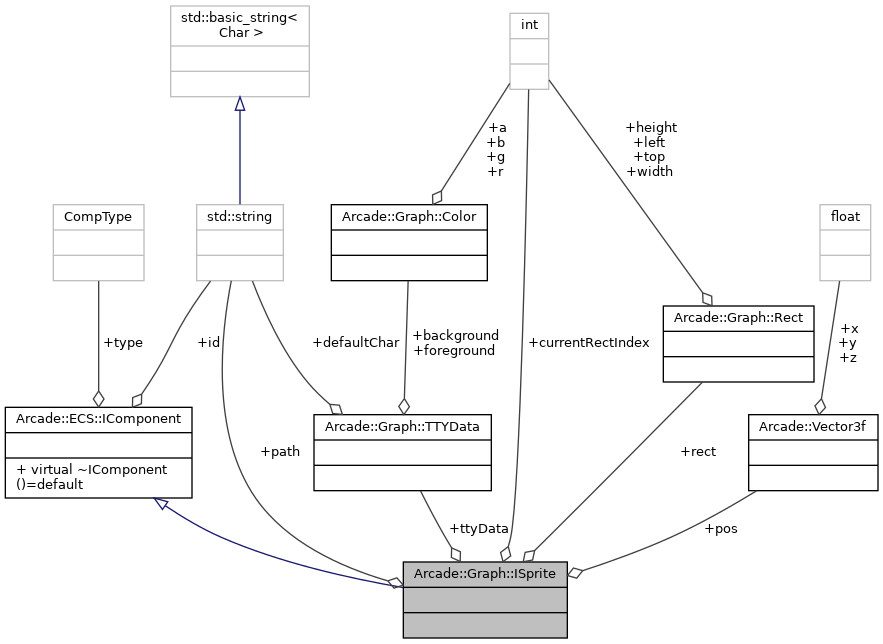 std::basic_string<
Char >
int
+a
+b
+g
+r
+height
+left
+top
+width
CompType
std::string
Arcade::Graph::Color
float
Arcade::Graph::Rect
+type
+id
+defaultChar
+background
+foreground
+currentRectIndex
+x
+y
+z
Arcade::ECS::IComponent
+ virtual ~IComponent
()=default
Arcade::Graph::TTYData
Arcade::Vector3f
+path
+rect
+ttyData
+pos
Arcade::Graph::ISprite